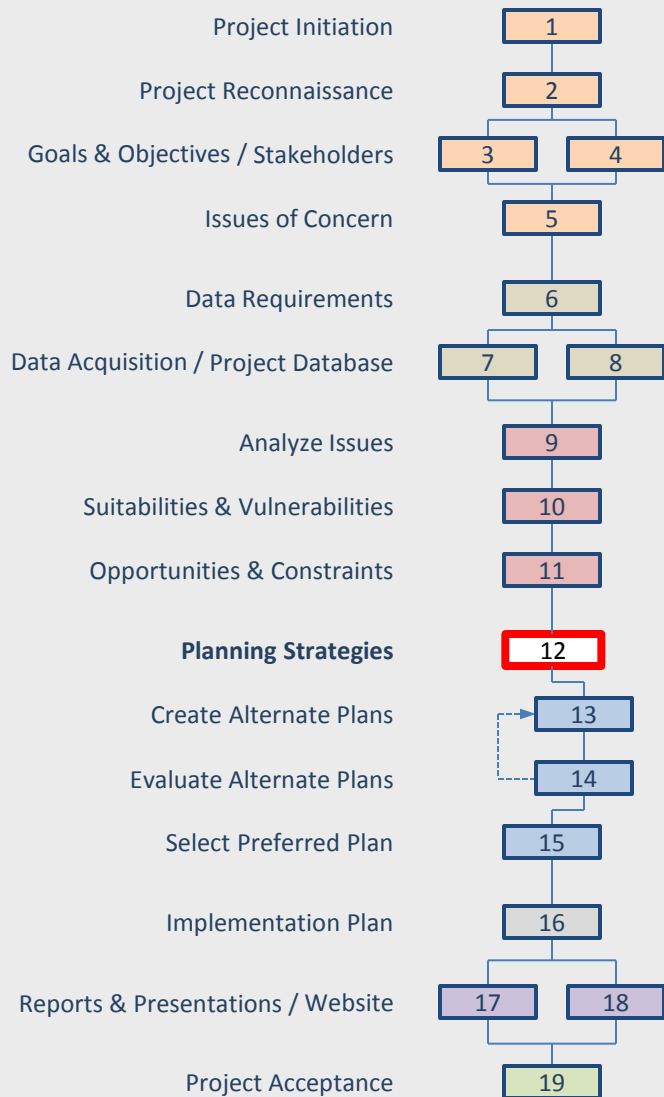 Project Initiation 1
Project Reconnaissance 2
Goals & Objectives / Stakeholders 3 4
Issues of Concern 5
Data Requirements 6
Data Acquisition / Project Database 7 8
Analyze Issues 9
Suitabilities & Vulnerabilities 10
Opportunities & Constraints 11
Planning Strategies 12
Create Alternate Plans 13
Evaluate Alternate Plans 14
Select Preferred Plan 15
Implementation Plan 16
Reports & Presentations / Website 17 18
Project Acceptance 19